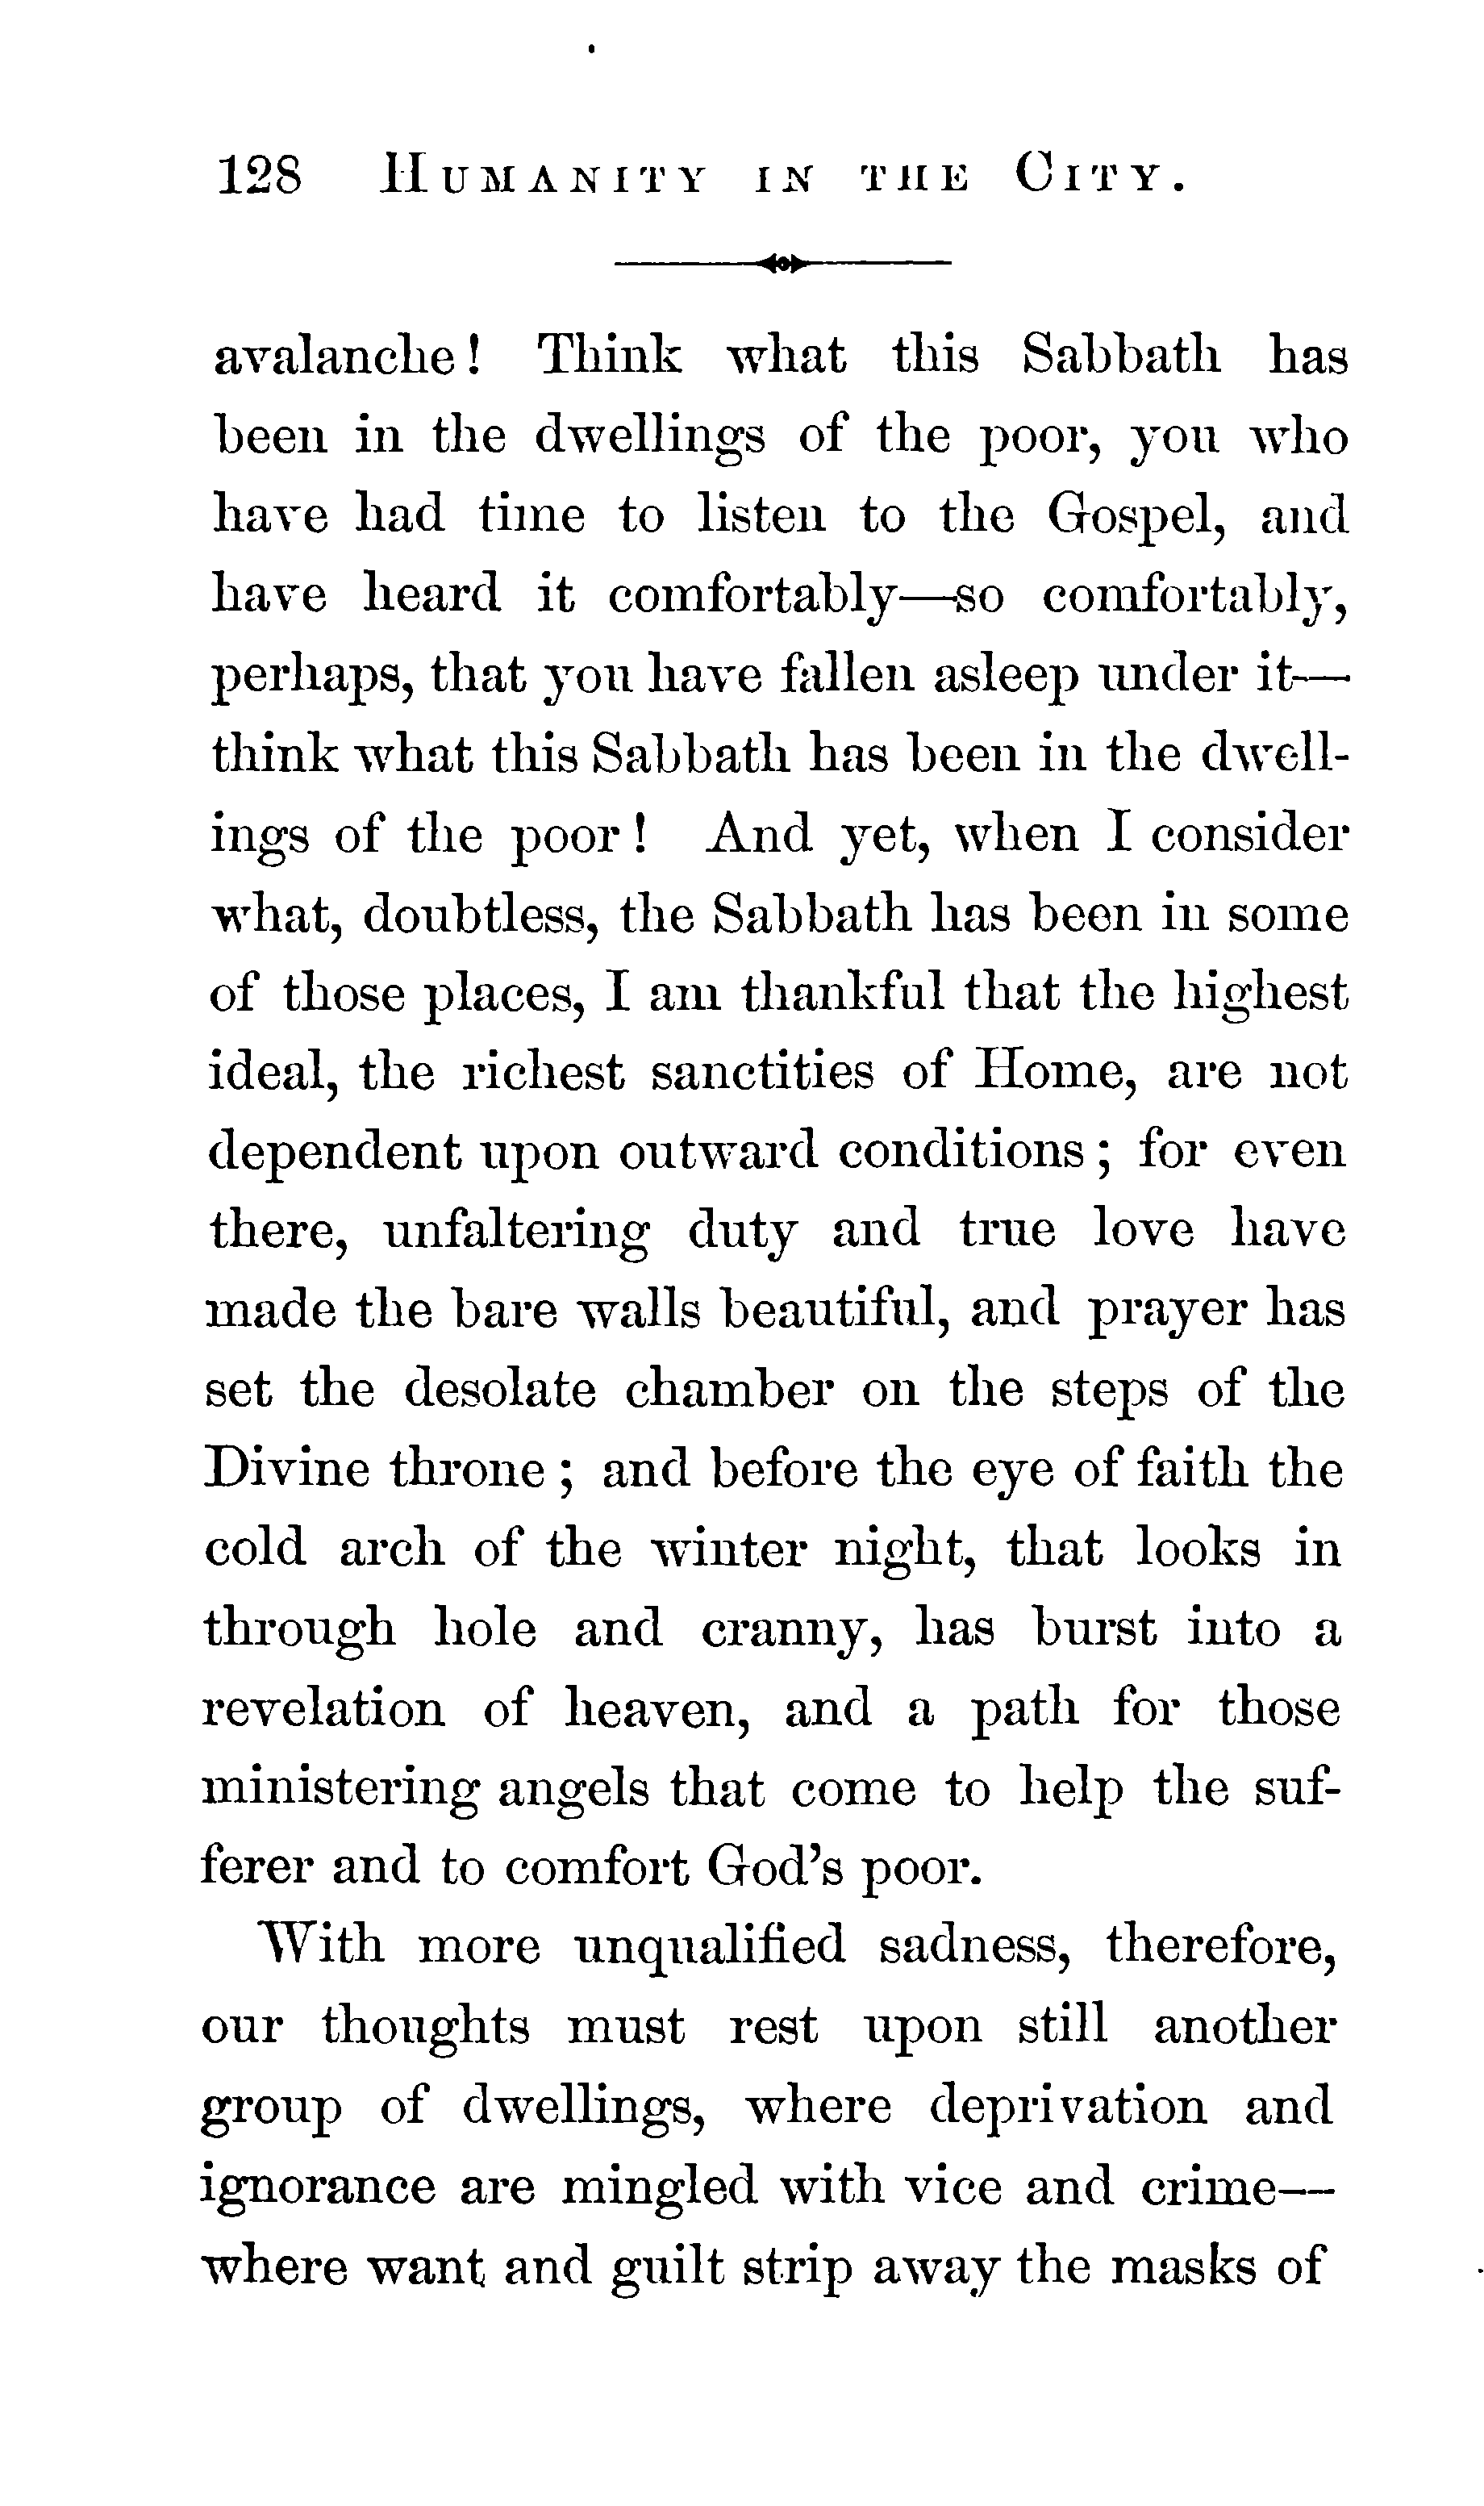 128 Humanity in the City.
avalanche! Think what this Sabbath has
been in the dwellings of the poor, you who
have had time to listen to the Gospel, and
have heard it comfortably—so comfortably,
perhaps, that you have fallen asleep under it—
think what this Sabbath has been in the dwell-
ings of the poor! And yet, when I consider
what, doubtless, the Sabbath has been in some
of those places, I am thankful that the highest
ideal, the richest sanctities of Home, are not
dependent upon outward conditions; for even
there, unfaltering duty and true love have
made the bare walls beautiful, and prayer has
set the desolate chamber on the steps of the
Divine throne; and before the eye of faith the
cold arch of the winter night, that looks in
through hole and cranny, has burst into a
revelation of heaven, and a path for those
ministering angels that come to help the suf-
ferer and to comfort God's poor.
With more unqualified sadness, therefore,
our thoughts must rest upon still another
group of dwellings, where deprivation and
ignorance are mingled with vice and crime—
where want and guilt strip away the masks of